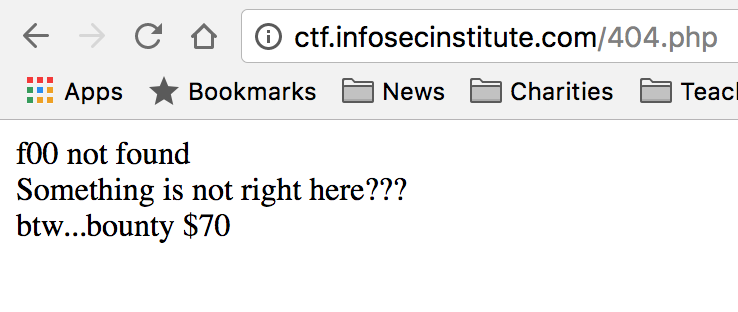 ctf.infosecinstitute.com/404.php
Apps Bookmarks News Charities Teac
f00 not found
Something is not right here???
btw...bounty $70